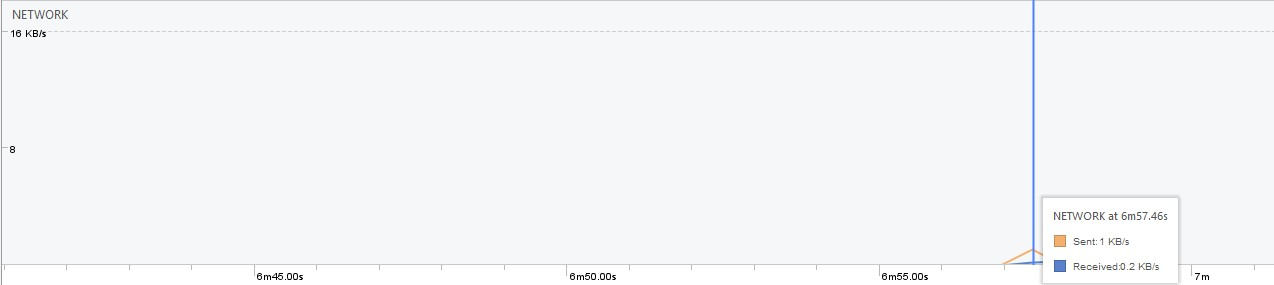 NETWORK
16 KB/s
8
NETWORK at 6m57.46s
Sent:1 KB/s
Received:0.2 KB/s
6m45.00s
6m50.00s
6m55.00s
7m